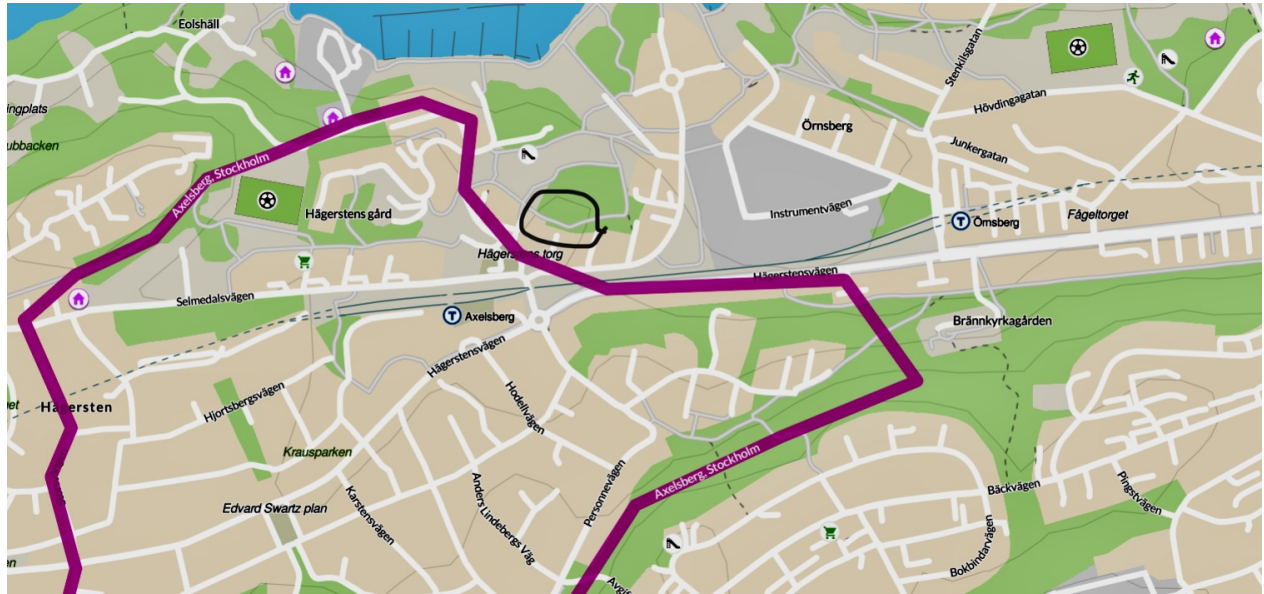 Eolshäll
ingplats
ubbacken
Axelsberg, Stockholm
Hägerstens gård
Hägerstens torg
Selmedalsvägen
Axelsberg
Hägerstensvägen
Hägersten
Hjortsbergsvägen
Krausparken
Edvard Swartz plan
Karstensvägen
Anders Lindebergs Väg
Hodellvägen
Personnevägen
Axelsberg, Stockholm
Hägerstensvägen
Örnsberg
Stenkilsgatan
Hövdingagatan
Junkergatan
Instrumentvägen
T
Örnsberg
Fågeltorget
T
Brännkyrkagården
Bäckvägen
Pingstvägen
Bokbindarvägen